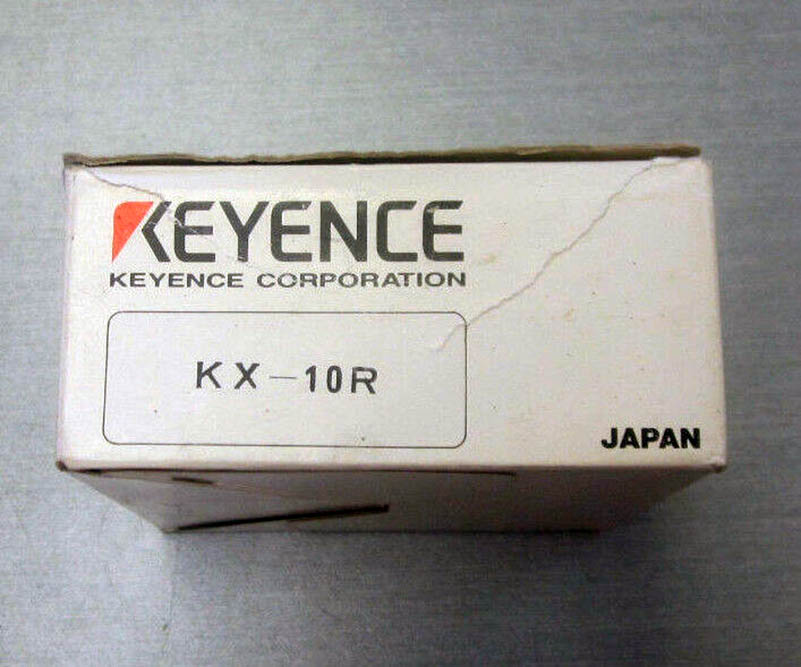 KEYENCE
KEYENCE CORPORATION
KX-10R
JAPAN